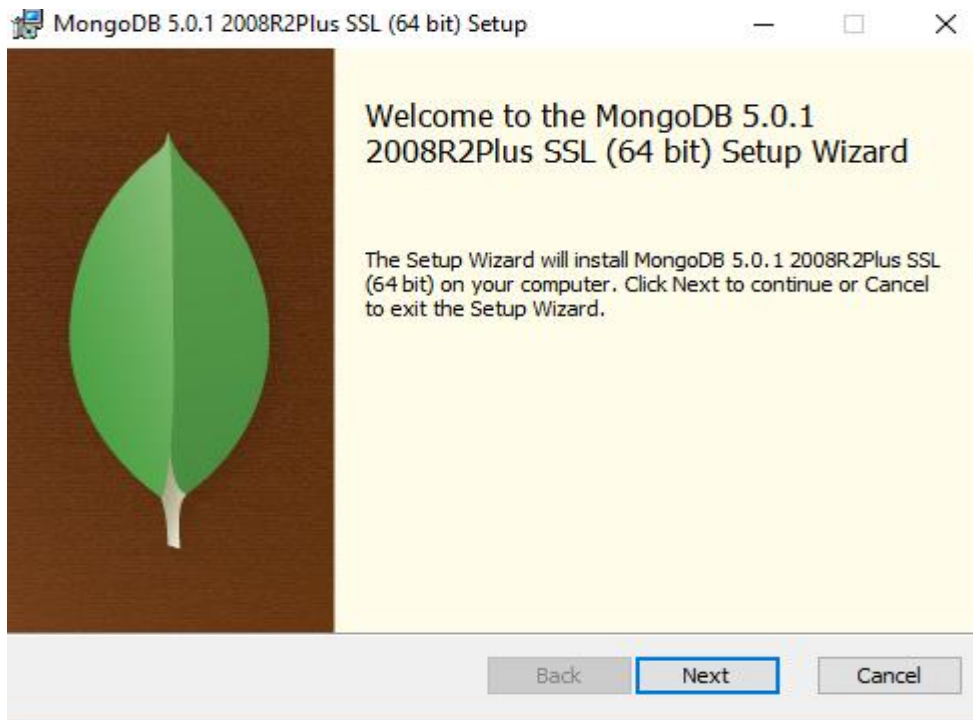 MongoDB 5.0.1 2008R2Plus SSL (64 bit) Setup
Welcome to the MongoDB 5.0.1
2008R2Plus SSL (64 bit) Setup Wizard
The Setup Wizard will install MongoDB 5.0.1 2008R2Plus SSL
(64 bit) on your computer. Click Next to continue or Cancel
to exit the Setup Wizard.
Back Next Cancel